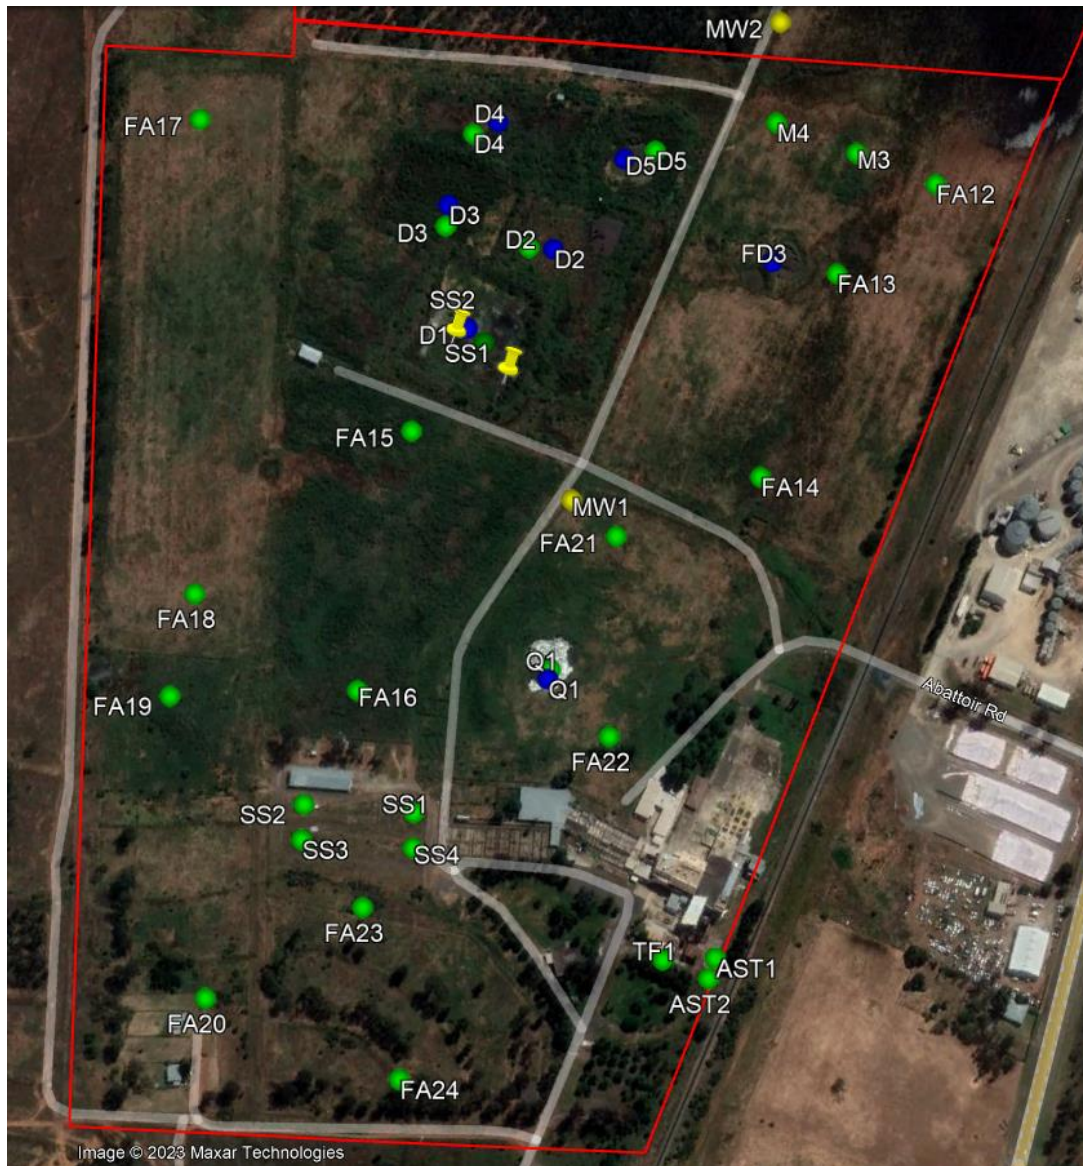 MW2
FA17
D4
D4
M4
D5
D5
M3
FA12
D3
D3
D2
D2
FD3
FA13
SS2
D1
SS1
FA15
FA14
MW1
FA21
FA18
Q1
Q1
FA19
FA16
Abattoir Rd
FA22
SS2
SS1
SS3
SS4
FA23
TF1
AST1
AST2
FA20
FA24
Image © 2023 Maxar Technologies